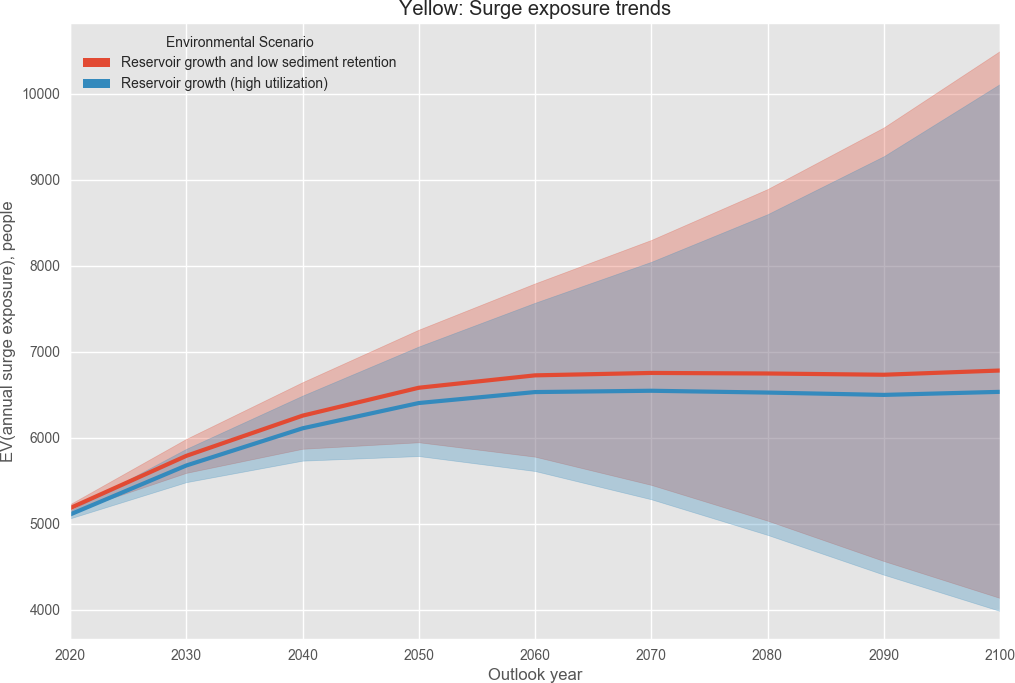 Yellow: Surge exposure trends
Environmental Scenario
Reservoir growth and low sediment retention
Reservoir growth (high utilization)
EV(annual surge exposure), people
10000
9000
8000
7000
6000
5000
4000
2020 2030 2040 2050 2060 2070 2080 2090 2100
Outlook year